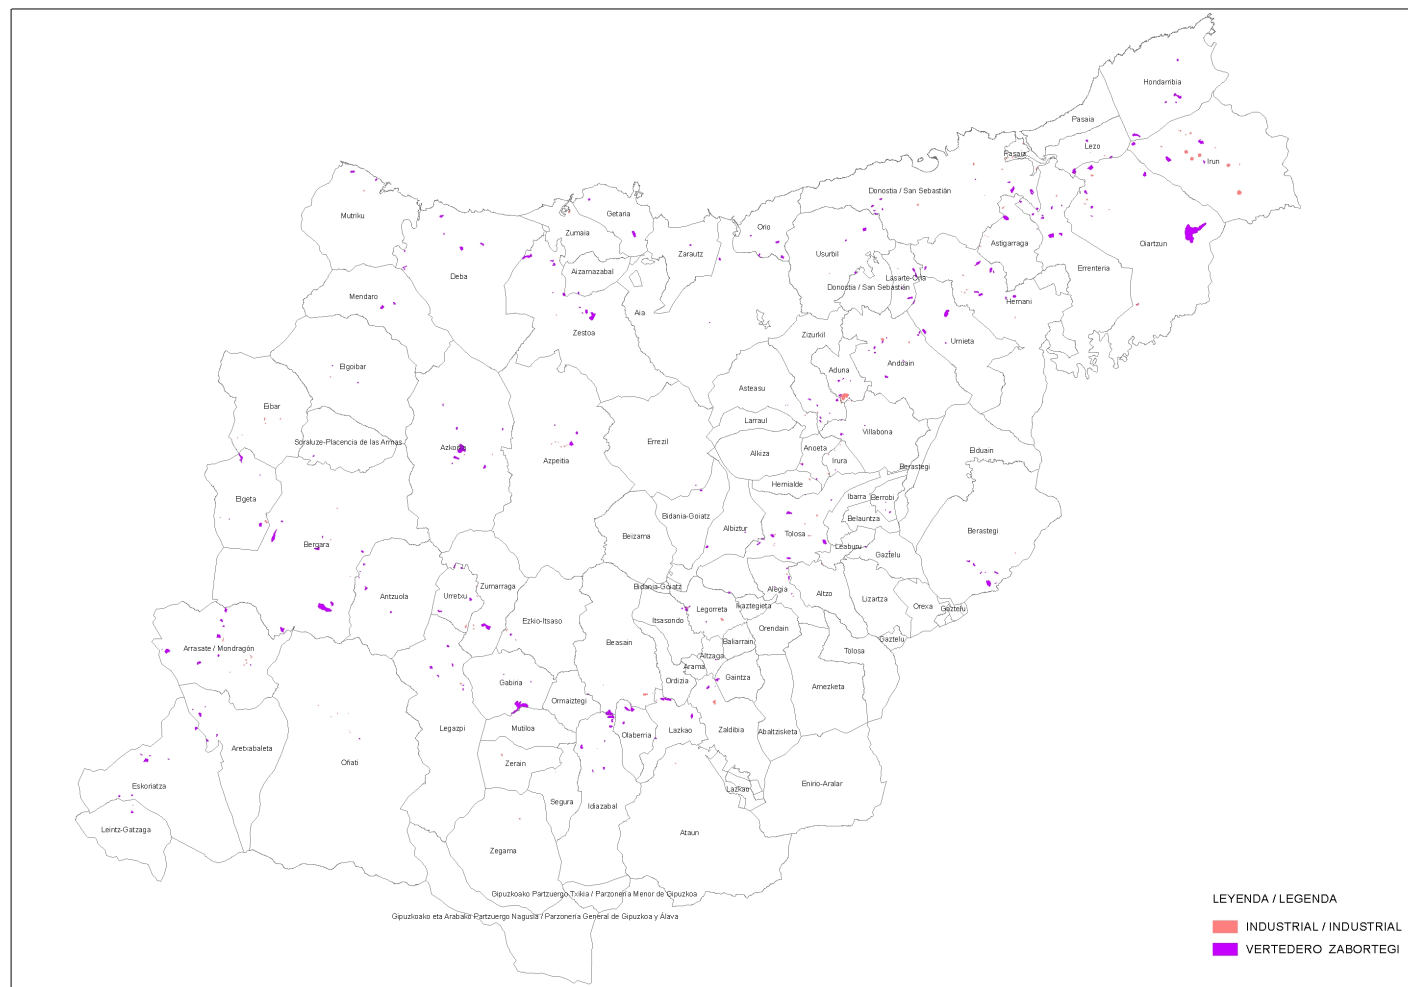 Hondarribia
Pasaia
Lezo
Pasaia
Irun
Donostia / San Sebastián
Mutriku
Getaria
Zumaia
Orio
Zarautz
Usurbil
Astigarraga
Oiartzun
Aizarnazabal
Deba
Errenteria
Lasarte-Oria
Donostia / San Sebastián
Mendaro
Hernani
Aia
Zestoa
Zizurkil
Urnieta
Andoain
Elgoibar
Aduna
Asteasu
Eibar
Larraul
Villabona
Soraluze-Placencia de las Armas
Errezil
Azkoitia
Anoeta
Elduain
Alkiza
Azpeitia
Irura
Berastegi
Hernialde
Elgeta
Ibarra
Berrobi
Bidania-Goiatz
Belauntza
Albiztur
Berastegi
Tolosa
Beizama
Bergara
Leaburu
Gaztelu
Zumarraga
Bidania-Goiatz
Alegia
Altzo
Antzuola
Urretxu
Lizartza
Ikaztegieta
Orexa
Gaztelu
Legorreta
Itsasondo
Ezkio-Itsaso
Orendain
Gaztelu
Beasain
Baliarrain
Arrasate / Mondragón
Tolosa
Altzaga
Arama
Gaintza
Ordizia
Gabiria
Amezketa
Ormaiztegi
Legazpi
Mutiloa
Lazkao
Zaldibia
Abaltzisketa
Olaberria
Aretxabaleta
Oñati
Zerain
Enirio-Aralar
Eskoriatza
Lazkao
Segura
Idiazabal
Leintz-Gatzaga
Ataun
Zegama
Gipuzkoako Partzuergo Txikia / Parzonería Menor de Gipuzkoa
Gipuzkoako eta Arabako Partzuergo Nagusia / Parzonería General de Gipuzkoa y Álava
LEYENDA / LEGENDA
INDUSTRIAL / INDUSTRIAL
VERTEDERO ZABORTEGI